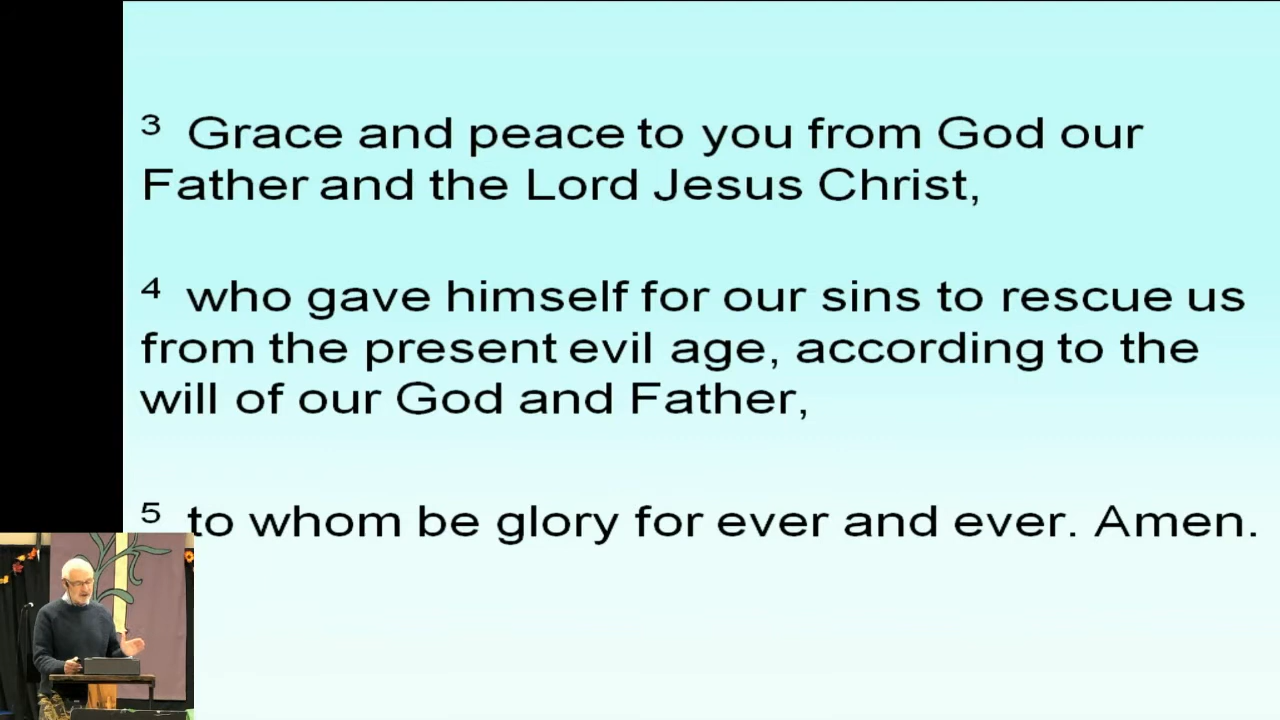 3 Grace and peace to you from God our
Father and the Lord Jesus Christ,
4 who gave himself for our sins to rescue us
from the present evil age, according to the
will of our God and Father,
5 to whom be glory for ever and ever. Amen.